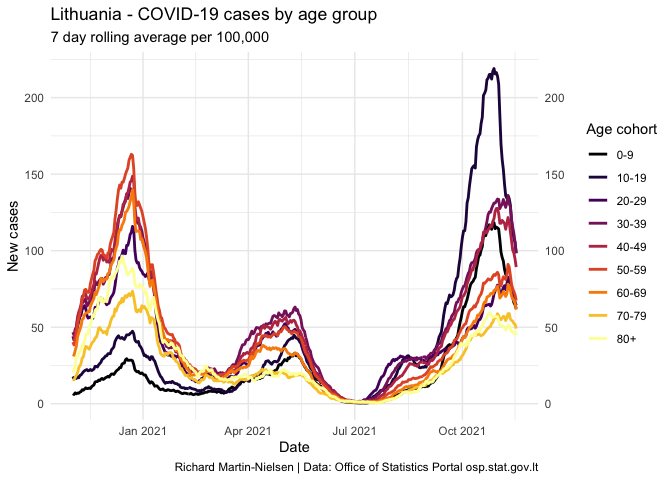 Lithuania - COVID-19 cases by age group
7 day rolling average per 100,000
New cases
200
150
100
50
0
200
150
100
50
0
Jan 2021 Apr 2021 Jul 2021 Oct 2021
Date
Age cohort
0-9
10-19
20-29
30-39
40-49
50-59
60-69
70-79
80+
Richard Martin-Nielsen | Data: Office of Statistics Portal osp.stat.gov.lt